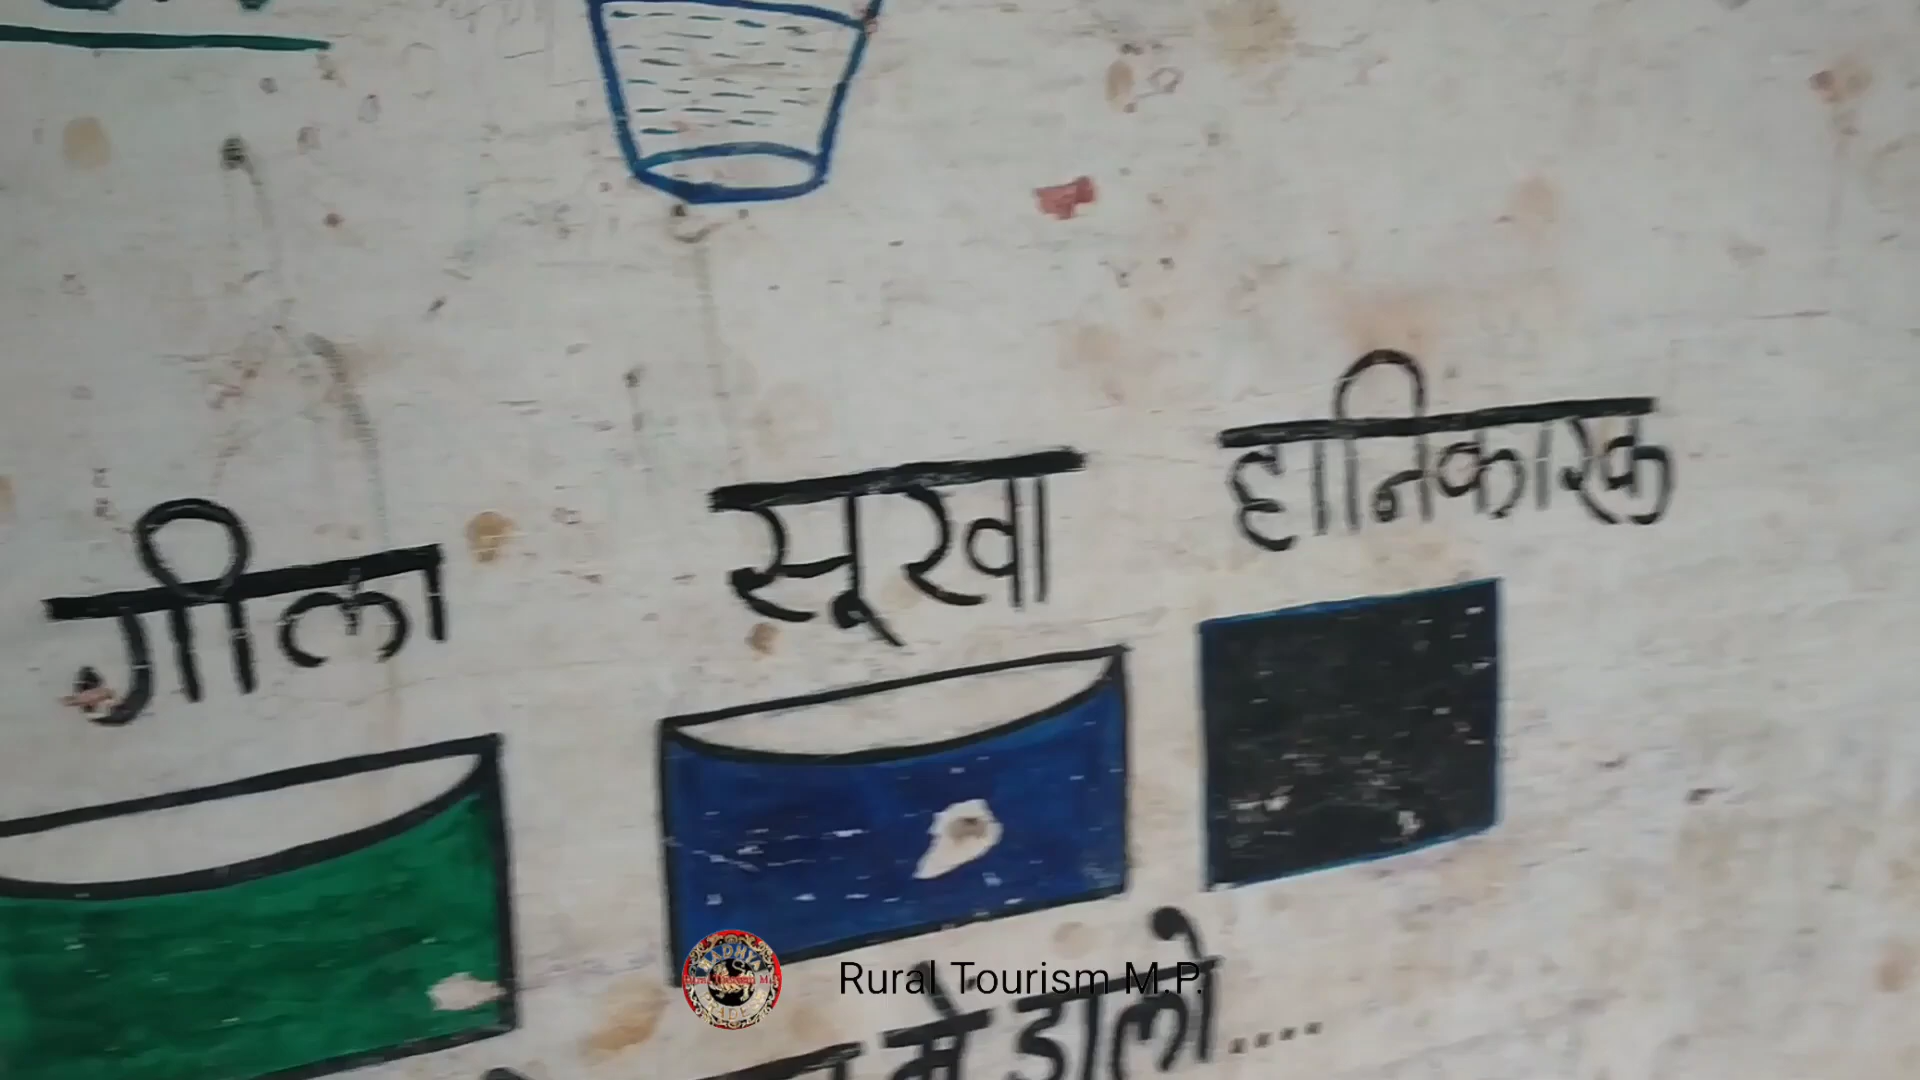 गीला सूखा हानिकारक
में डालो....
Rural Tourism M.P.